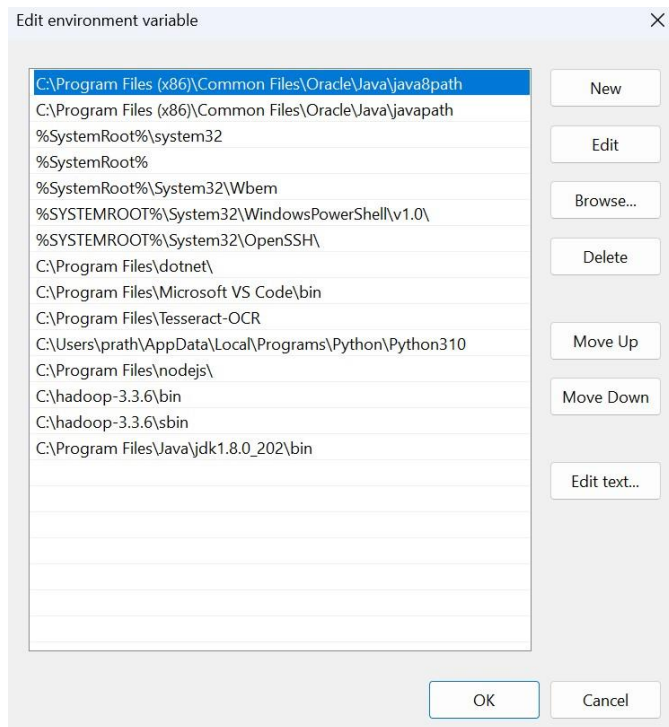 Edit environment variable
C:\Program Files (x86)\Common Files\Oracle\Java\java8path
C:\Program Files (x86)\Common Files\Oracle\Java\javapath
%SystemRoot%\system32
%SystemRoot%
%SystemRoot%\System32\Wbem
%SYSTEMROOT%\System32\WindowsPowerShell\v1.0\
%SYSTEMROOT%\System32\OpenSSH\
C:\Program Files\dotnet\
C:\Program Files\Microsoft VS Code\bin
C:\Program Files\Tesseract-OCR
C:\Users\prath\AppData\Local\Programs\Python\Python310
C:\Program Files\nodejs\
C:\hadoop-3.3.6\bin
C:\hadoop-3.3.6\sbin
C:\Program Files\Java\jdk1.8.0_202\bin
New
Edit
Browse...
Delete
Move Up
Move Down
Edit text...
OK
Cancel